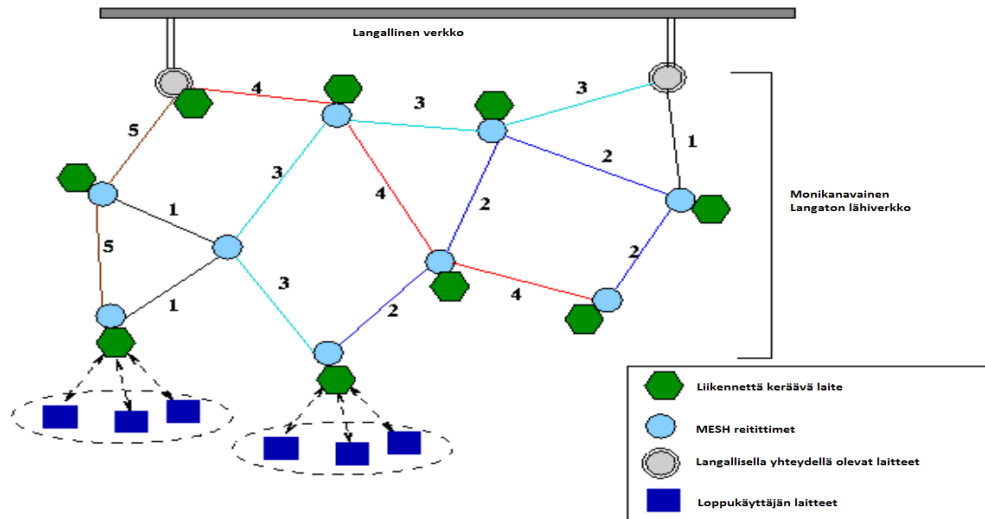 Langallinen verkko
4
3
3
5
1
3
2
1
4
2
Monikanavainen
Langaton lähiverkko
5
2
1
3
4
2
Liikennettä keräävä laite
MESH reitittimet
Langallisella yhteydellä olevat laitteet
Loppukäyttäjän laitteet